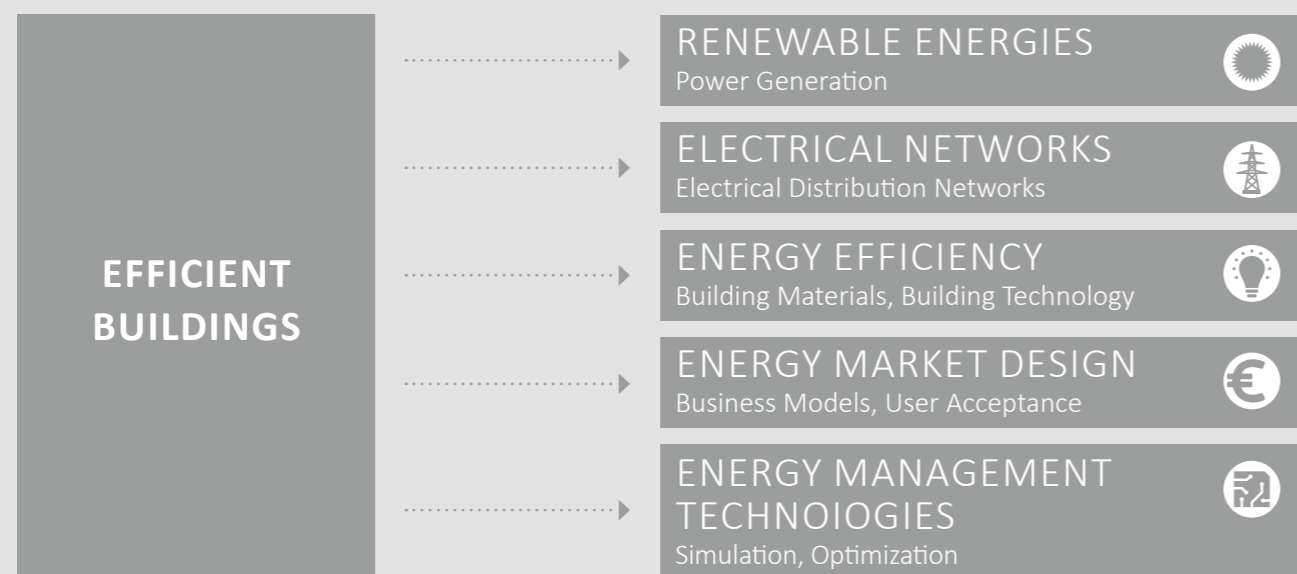 EFFICIENT
BUILDINGS
RENEWABLE ENERGIES
Power Generation
ELECTRICAL NETWORKS
Electrical Distribution Networks
ENERGY EFFICIENCY
Building Materials, Building Technology
ENERGY MARKET DESIGN
Business Models, User Acceptance
ENERGY MANAGEMENT
TECHNOIOGIES
Simulation, Optimization